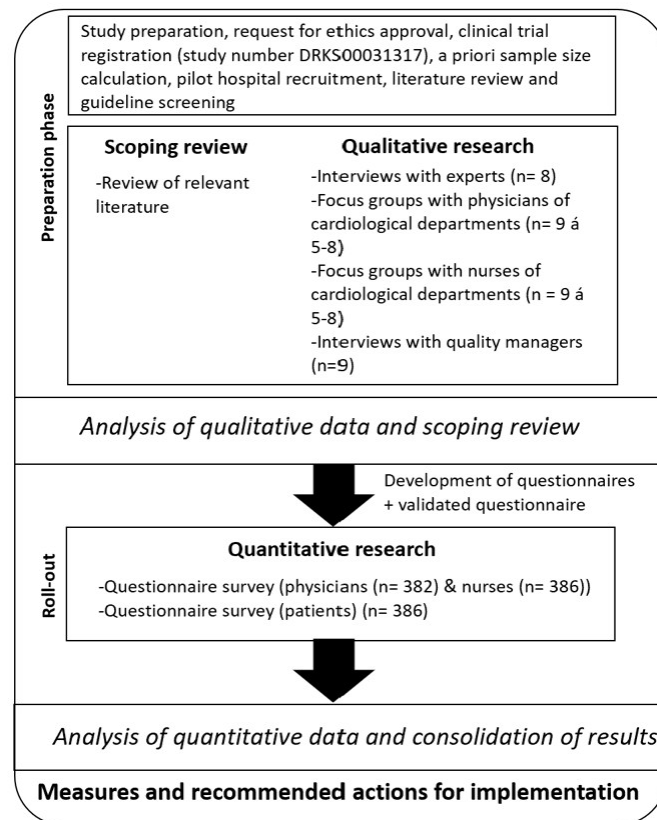 Study preparation, request for ethics approval, clinical trial
registration (study number DRKS00031317), a priori sample size
calculation, pilot hospital recruitment, literature review and
guideline screening
Preparation phase
Scoping review
-Review of relevant
literature
Qualitative research
-Interviews with experts (n= 8)
-Focus groups with physicians of
cardiological departments (n= 9 á
5-8)
-Focus groups with nurses of
cardiological departments (n = 9 á
5-8)
-Interviews with quality managers
(n=9)
Analysis of qualitative data and scoping review
Development of questionnaires
+ validated questionnaire
Roll-out
Quantitative research
-Questionnaire survey (physicians (n= 382) & nurses (n= 386))
-Questionnaire survey (patients) (n= 386)
Analysis of quantitative data and consolidation of results
Measures and recommended actions for implementation